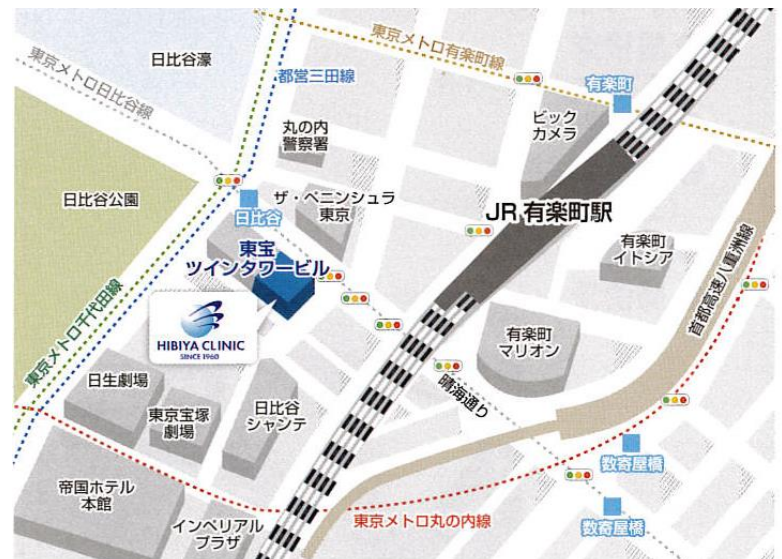 日比谷濠
東京メトロ有楽町線
東京メトロ日比谷線
都営三田線
有楽町
ビック
カメラ
丸の内
警察署
日比谷公園
ザ・ペニンシュラ
東京
日比谷
JR 有楽町駅
東宝
ツインタワービル
有楽町
イトシア
首都高速八重洲線
HIBIYA CLINIC
SINCE 1960
有楽町
マリオン
東京メトロ千代田線
日生劇場
東京宝塚
劇場
日比谷
シャンテ
晴海通り
数寄屋橋
帝国ホテル
本館
インペリアル
プラザ
東京メトロ丸の内線
数寄屋橋